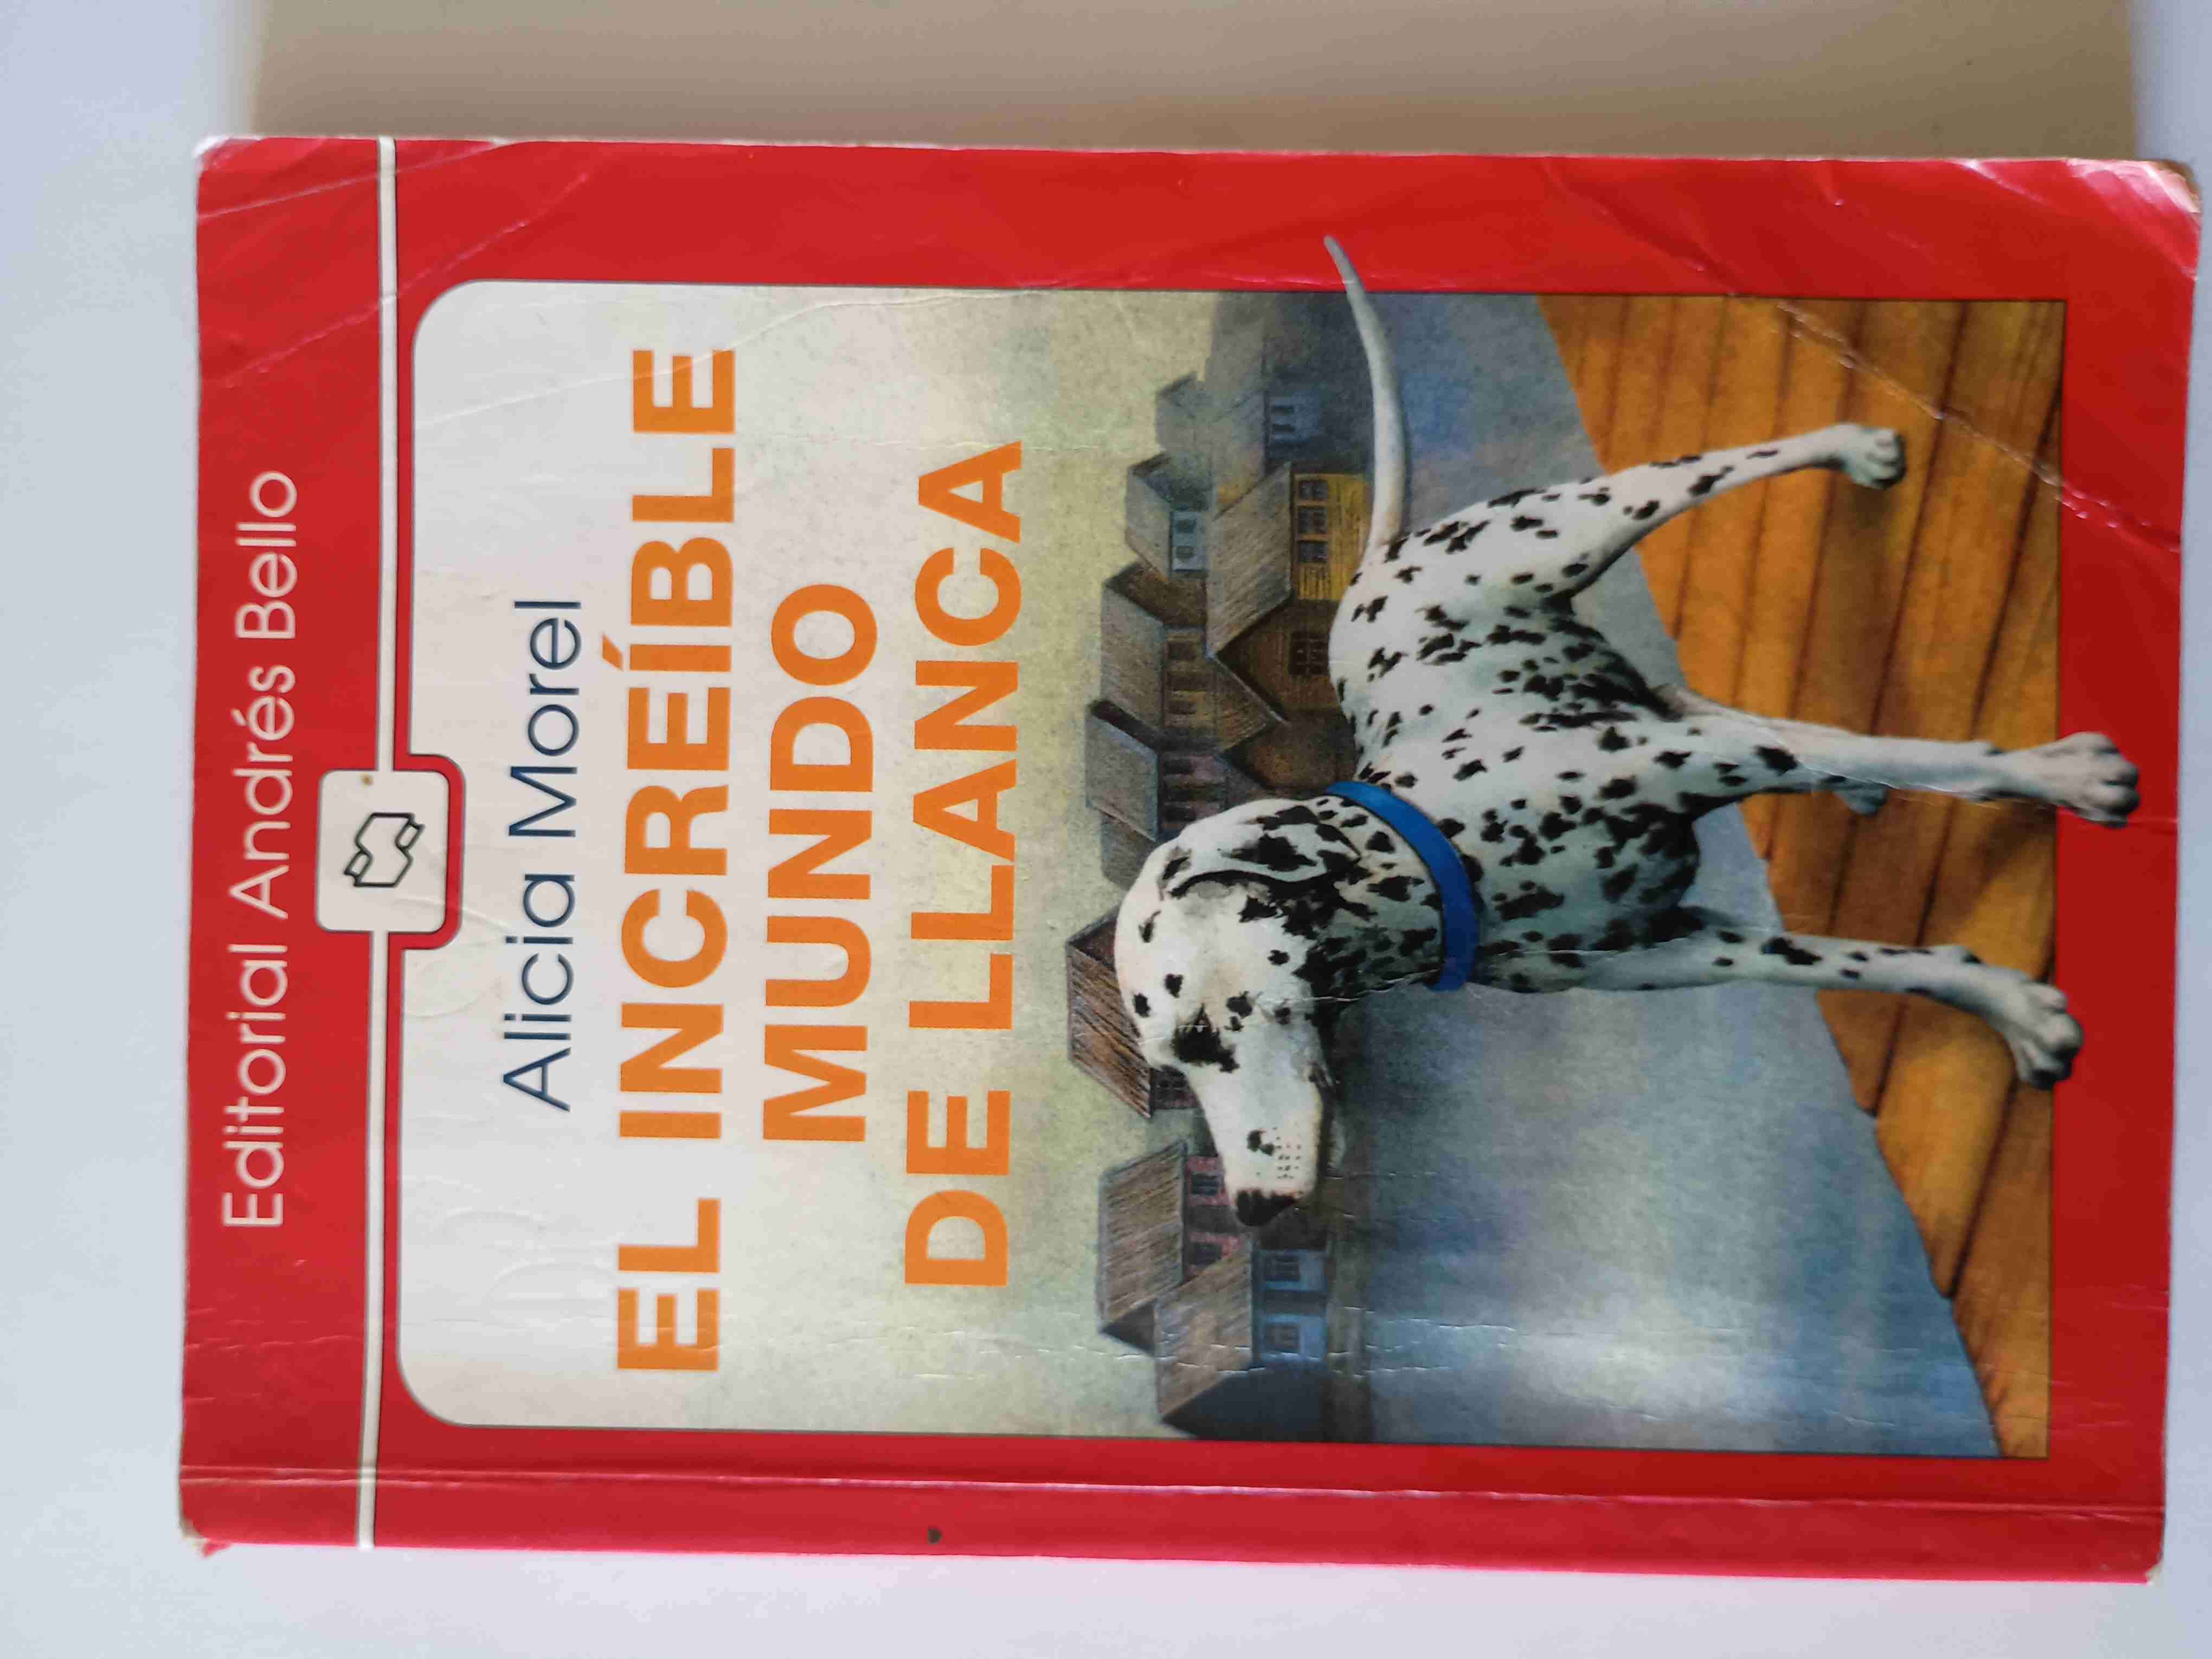 Editorial Andrés Bello
Alicia Morel
EL INCREÍBLE
MUNDO
DE LLANCA